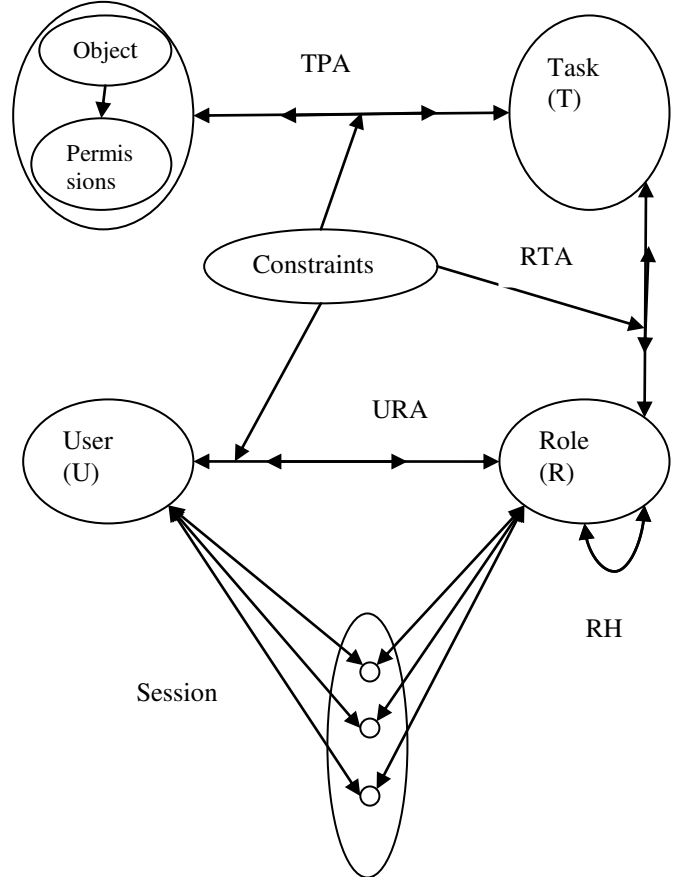 Object
TPA
Task
(T)
Permis
sions
Constraints
RTA
URA
User
(U)
Role
(R)
RH
Session